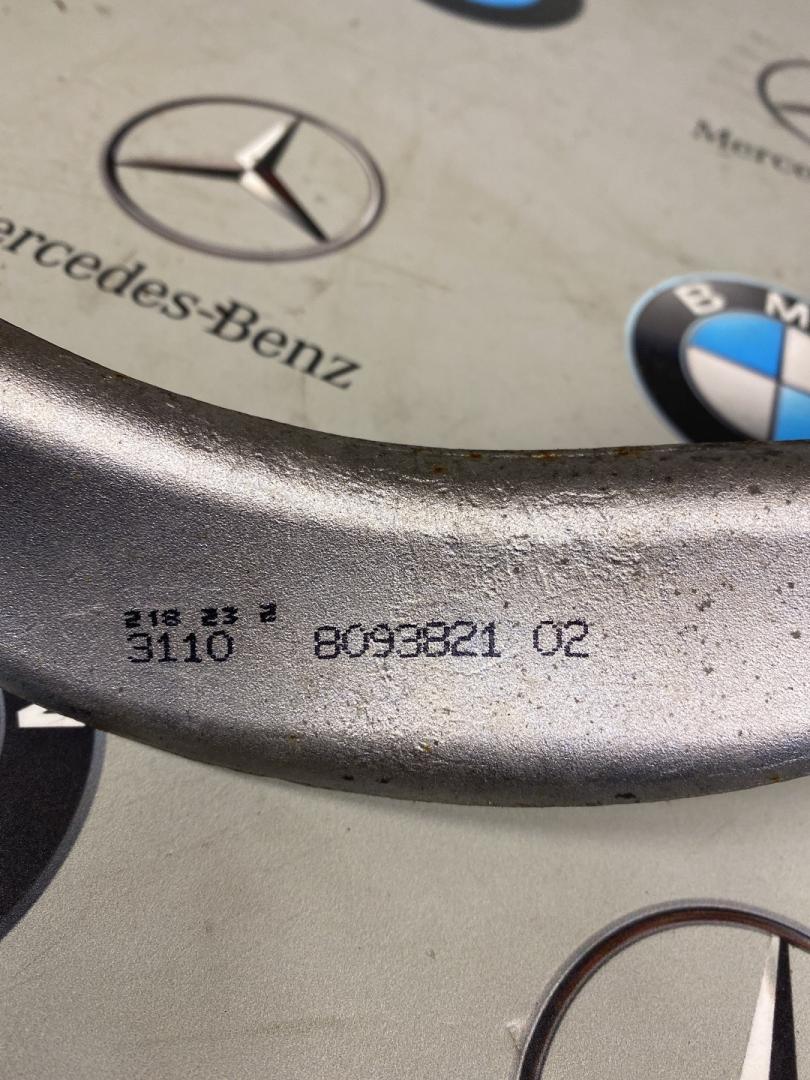 Merce
Mercedes-Benz
B M
218 23 2
3110 8093821 02